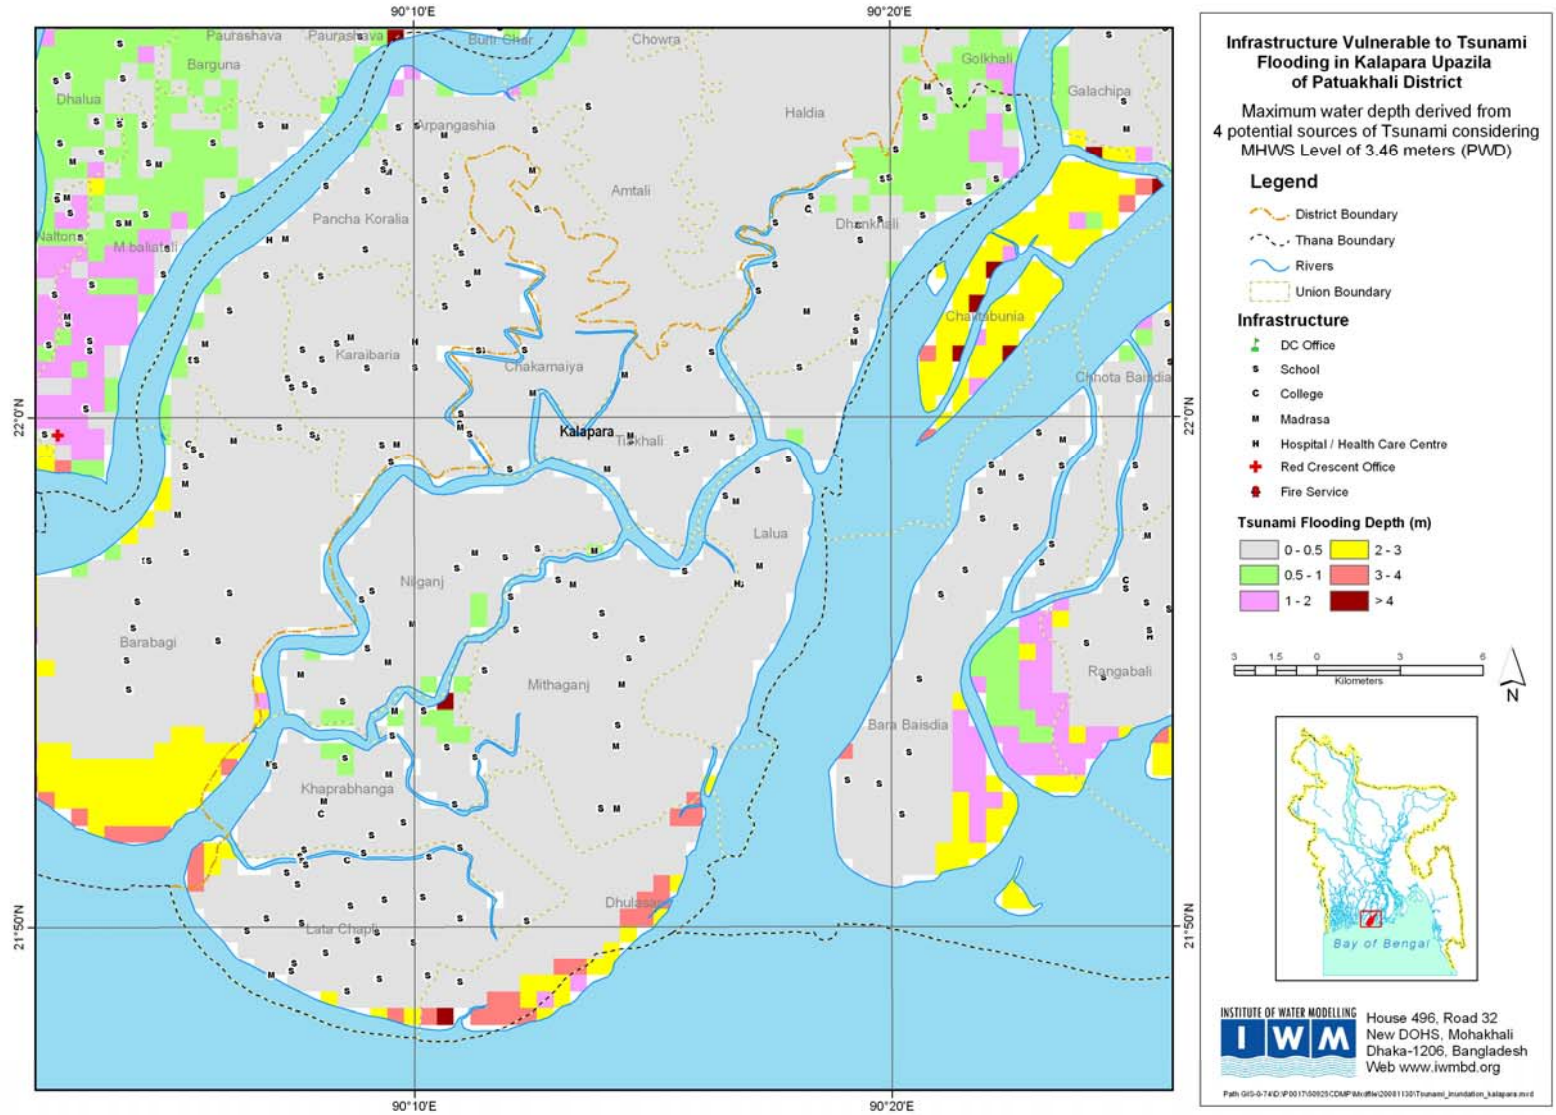 90°10'E
90°20'E
Paurashava
Paurashava
Burir Char
Chowra
Barguna
Golkhali
Dhalua
Galachipa
Haldia
Arpangashia
Amtali
Pancha Koralia
Dhankhali
Nalton
M baliatali
Chaltabunia
Karaibaria
Chakamaiya
Chhota Baisdia
22°0'N
22°0'N
Kalapara
Tiakhali
Lalua
Nilganj
Barabagi
Mithaganj
Rangabali
Bara Baisdia
Khaprabhanga
Dhulasar
Lata Chapli
21°50'N
21°50'N
90°10'E
90°20'E
Infrastructure Vulnerable to Tsunami
Flooding in Kalapara Upazila
of Patuakhali District
Maximum water depth derived from
4 potential sources of Tsunami considering
MHWS Level of 3.46 meters (PWD)
Legend
District Boundary
Thana Boundary
Rivers
Union Boundary
Infrastructure
DC Office
S School
C College
M Madrasa
H Hospital / Health Care Centre
Red Crescent Office
Fire Service
Tsunami Flooding Depth (m)
0 - 0.5
2 - 3
0.5 - 1
3 - 4
1 - 2
> 4
3 1.5 0 3 6
Kilometers
N
Bay of Bengal
INSTITUTE OF WATER MODELLING
IWM
House 496, Road 32
New DOHS, Mohakhali
Dhaka-1206, Bangladesh
Web www.iwmbd.org